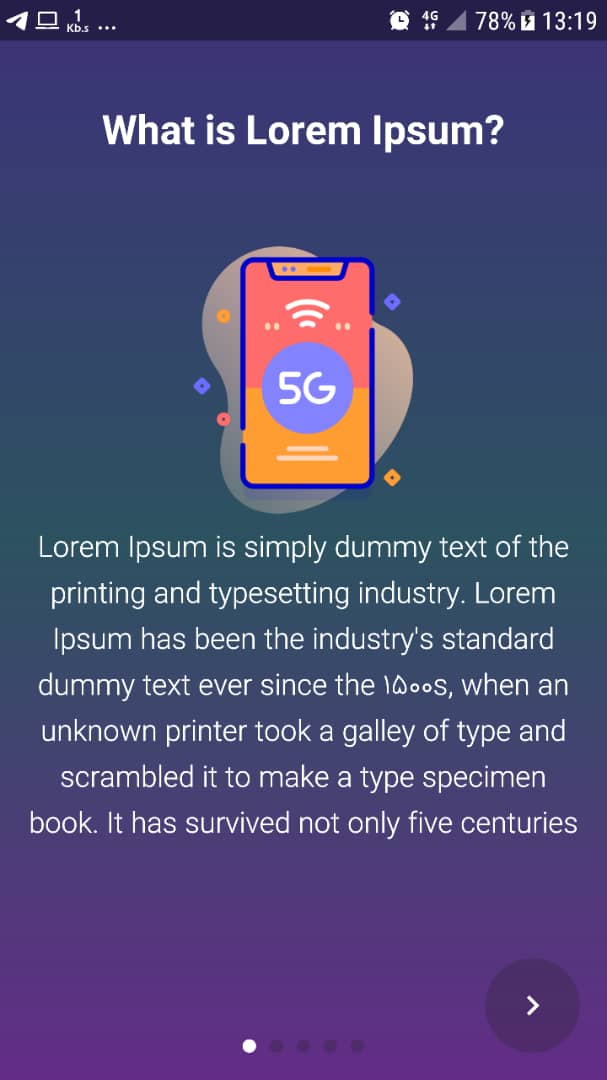 1
Kb.s ...
4G
78%
13:19
What is Lorem Ipsum?
5G
Lorem Ipsum is simply dummy text of the
printing and typesetting industry. Lorem
Ipsum has been the industry's standard
dummy text ever since the ۱۵۰۰s, when an
unknown printer took a galley of type and
scrambled it to make a type specimen
book. It has survived not only five centuries